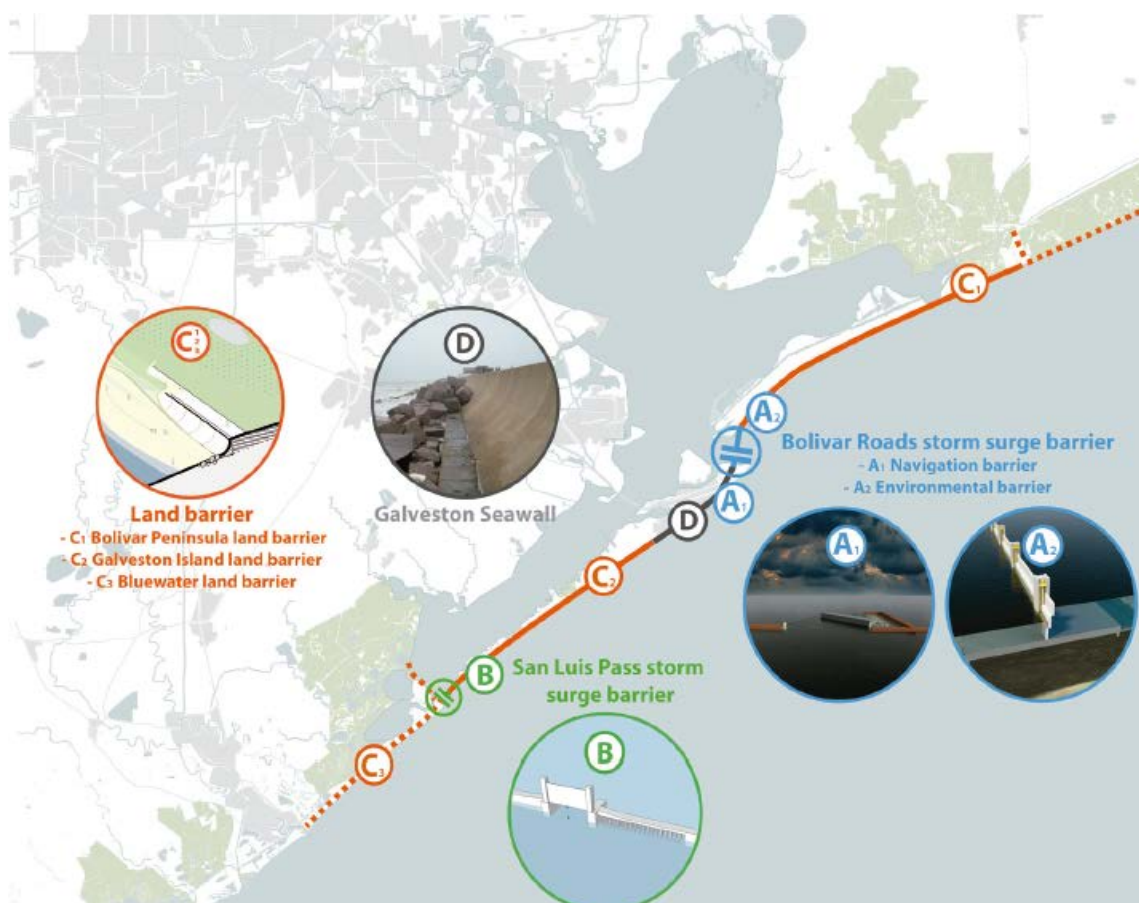 C 1 2 3
D
Land barrier
- C₁ Bolivar Peninsula land barrier
- C₂ Galveston Island land barrier
- C₃ Bluewater land barrier
Galveston Seawall
C₁
A₂
Bolivar Roads storm surge barrier
- A₁ Navigation barrier
- A₂ Environmental barrier
A₁
D
A₁
A₂
C₂
B
San Luis Pass storm
surge barrier
C₃
B